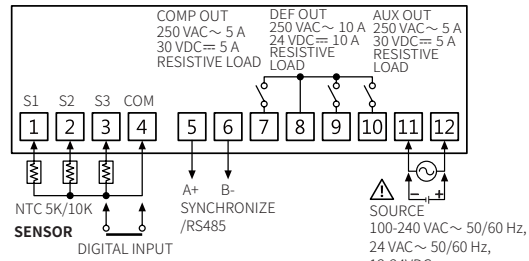 COMP OUT
250 VAC～ 5 A
30 VDC⎓ 5 A
RESISTIVE LOAD
DEF OUT
250 VAC～ 10 A
24 VDC⎓ 10 A
RESISTIVE
LOAD
AUX OUT
250 VAC～ 5 A
30 VDC⎓ 5 A
RESISTIVE
LOAD
S1 S2 S3 COM
1 2 3 4 5 6 7 8 9 10 11 12
NTC 5K/10K
SENSOR
DIGITAL INPUT
A+ B-
SYNCHRONIZE
/RS485
- +
SOURCE
100-240 VAC～ 50/60 Hz,
24 VAC～ 50/60 Hz,